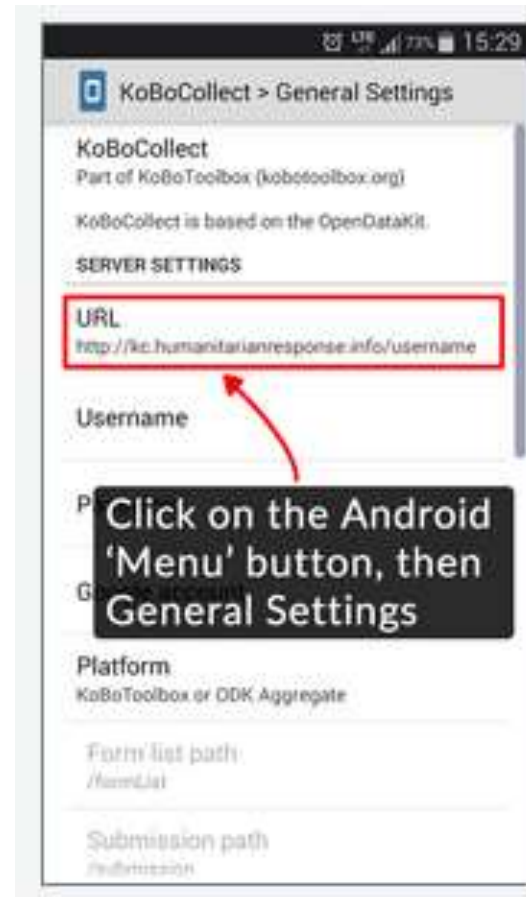 LTE 73% 15:29
KoBoCollect > General Settings
KoBoCollect
Part of KoBoToolbox (kobotoolbox.org)
KoBoCollect is based on the OpenDataKit.
SERVER SETTINGS
URL
http://kc.humanitarianresponse.info/username
Username
P
Click on the Android
‘Menu’ button, then
General Settings
G
Platform
KoBoToolbox or ODK Aggregate
Form list path
/formList
Submission path
/submission